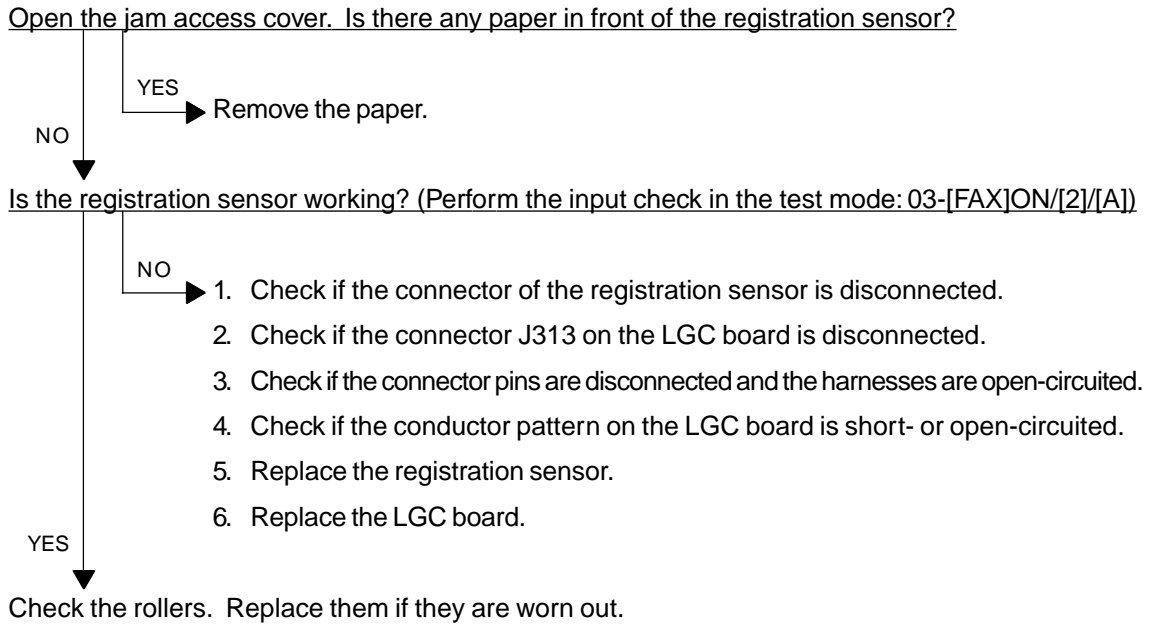 Open the jam access cover. Is there any paper in front of the registration sensor?
YES
Remove the paper.
NO
Is the registration sensor working? (Perform the input check in the test mode: 03-[FAX]ON/[2]/[A])
NO
1. Check if the connector of the registration sensor is disconnected.
2. Check if the connector J313 on the LGC board is disconnected.
3. Check if the connector pins are disconnected and the harnesses are open-circuited.
4. Check if the conductor pattern on the LGC board is short- or open-circuited.
5. Replace the registration sensor.
6. Replace the LGC board.
YES
Check the rollers. Replace them if they are worn out.